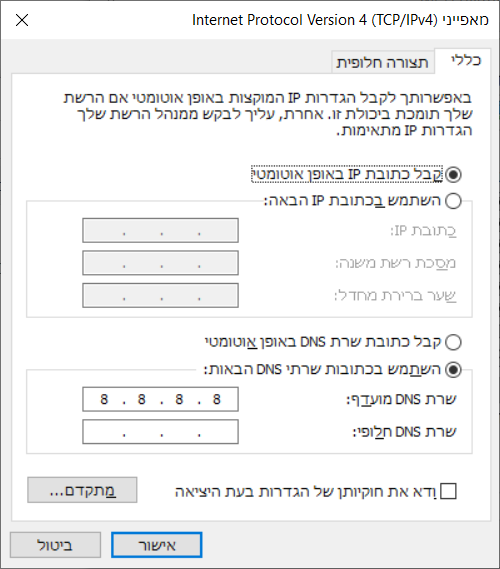 מאפייני Internet Protocol Version 4 (TCP/IPv4)
כללי
תצורה חלופית
באפשרותך לקבל הגדרות IP המוקצות באופן אוטומטי אם הרשת
שלך תומכת ביכולת זו. אחרת, עליך לבקש ממנהל הרשת שלך
הגדרות IP מתאימות.
קבל כתובת IP באופן אוטומטי
השתמש בכתובת IP הבאה:
כתובת IP:
מסכת רשת משנה:
שער ברירת מחדל:
קבל כתובת שרת DNS באופן אוטומטי
השתמש בכתובות שרתי DNS הבאות:
שרת DNS מועדף:
8 . 8 . 8 . 8
שרת DNS חלופי:
ודא את חוקיותן של הגדרות בעת היציאה
מתקדם...
אישור
ביטול